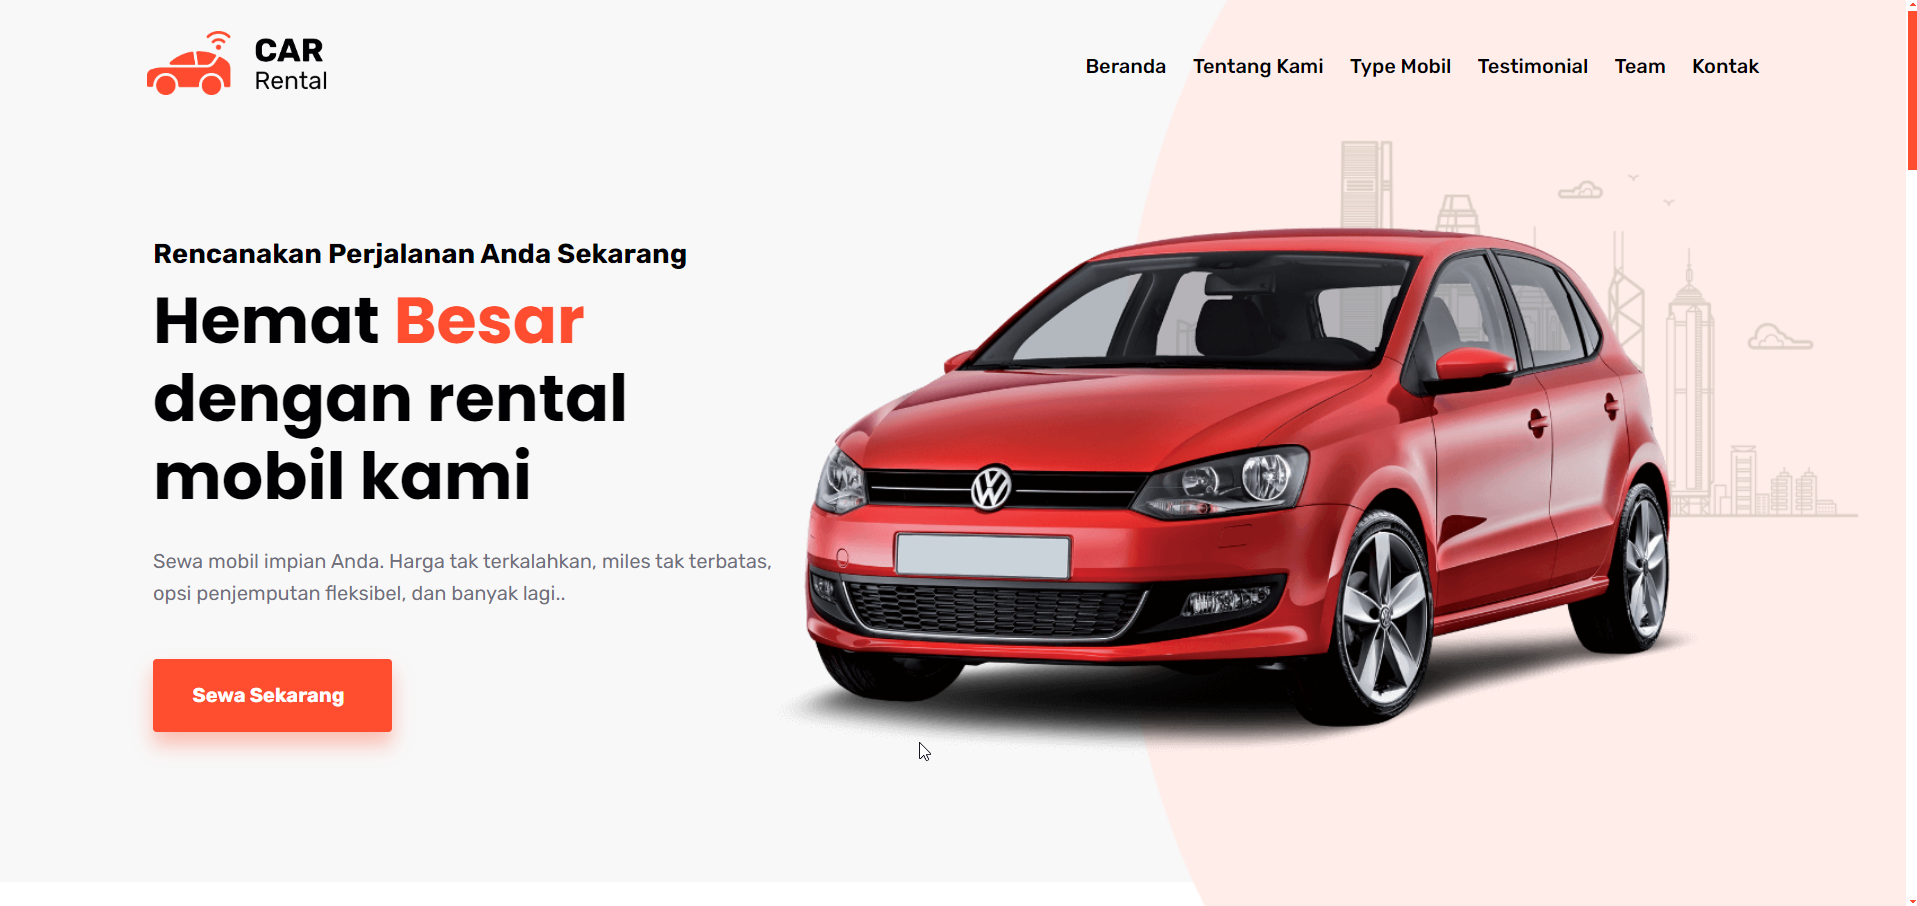 CAR
Rental
Beranda Tentang Kami Type Mobil Testimonial Team Kontak
Rencanakan Perjalanan Anda Sekarang
Hemat Besar
dengan rental
mobil kami
Sewa mobil impian Anda. Harga tak terkalahkan, miles tak terbatas,
opsi penjemputan fleksibel, dan banyak lagi..
Sewa Sekarang